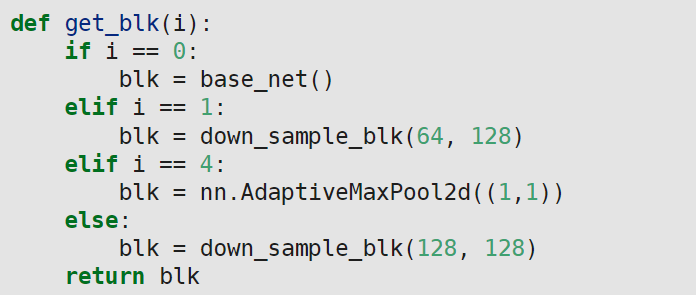 def get_blk(i):
    if i == 0:
        blk = base_net()
    elif i == 1:
        blk = down_sample_blk(64, 128)
    elif i == 4:
        blk = nn.AdaptiveMaxPool2d((1,1))
    else:
        blk = down_sample_blk(128, 128)
    return blk